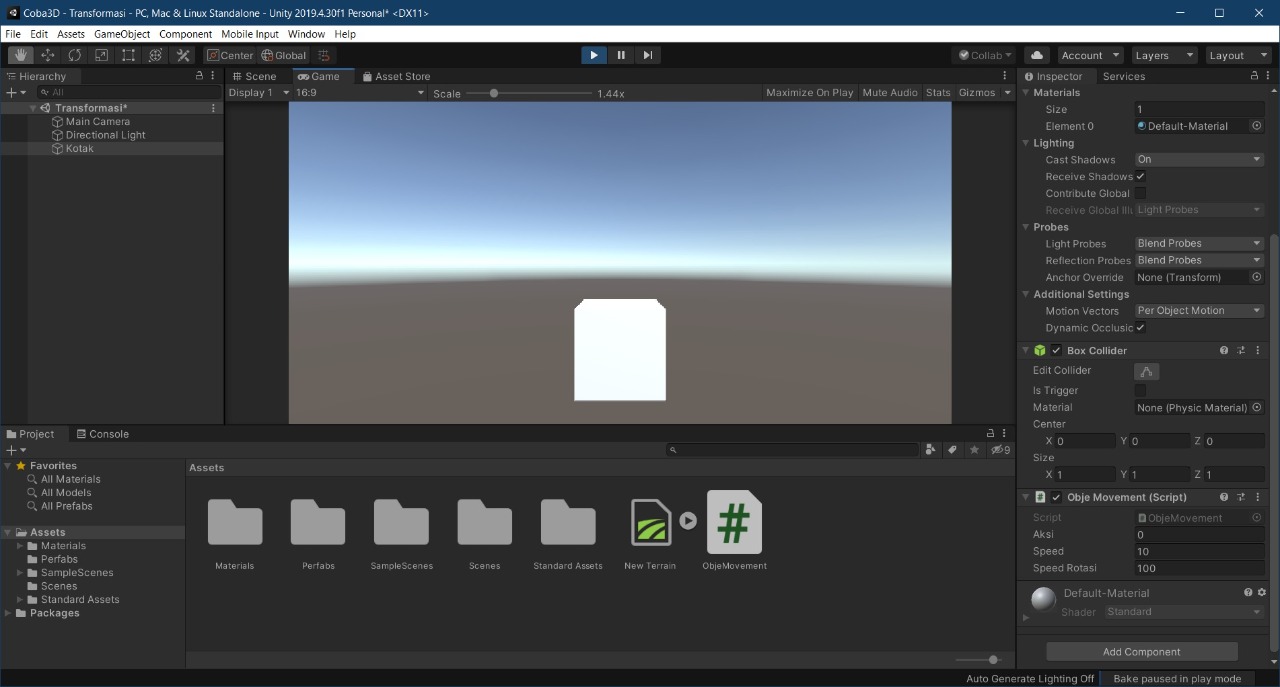 Coba3D - Transformasi - PC, Mac & Linux Standalone - Unity 2019.4.30f1 Personal* <DX11>
File Edit Assets GameObject Component Mobile Input Window Help
Center Global Collab Account Layers Layout
Hierarchy
All
Transformasi*
Main Camera
Directional Light
Kotak
Scene Game Asset Store
Display 1 16:9 Scale 1.44x Maximize On Play Mute Audio Stats Gizmos
Inspector Services
Materials
Size 1
Element 0 Default-Material
Lighting
Cast Shadows On
Receive Shadows
Contribute Global
Receive Global Illu Light Probes
Probes
Light Probes Blend Probes
Reflection Probes Blend Probes
Anchor Override None (Transform)
Additional Settings
Motion Vectors Per Object Motion
Dynamic Occlusic
Box Collider
Edit Collider
Is Trigger
Material None (Physic Material)
Center
X 0 Y 0 Z 0
Size
X 1 Y 1 Z 1
Obje Movement (Script)
Script ObjeMovement
Aksi 0
Speed 10
Speed Rotasi 100
Default-Material
Shader Standard
Add Component
Project Console
9
Favorites
All Materials
All Models
All Prefabs
Assets
Materials
Perfabs
SampleScenes
Scenes
Standard Assets
Packages
Assets
Materials Perfabs SampleScenes Scenes Standard Assets New Terrain ObjeMovement
Auto Generate Lighting Off Bake paused in play mode